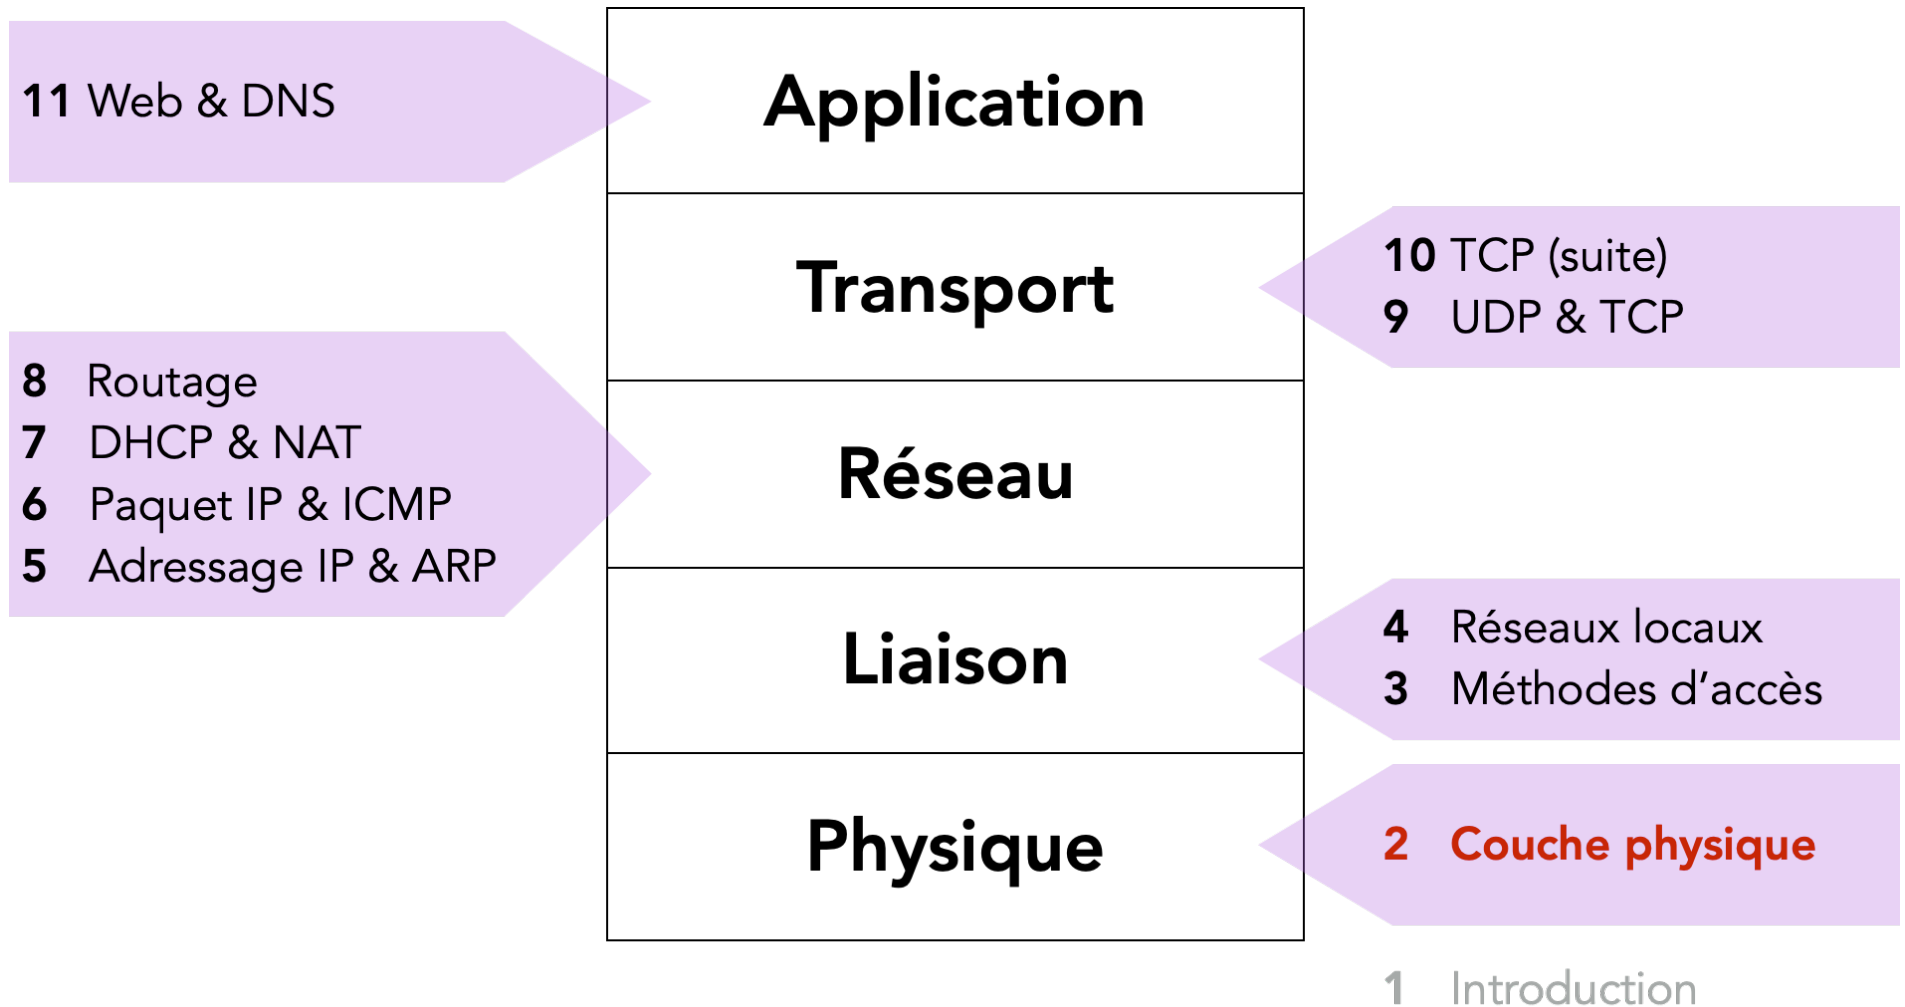 11 Web & DNS
Application
Transport
10 TCP (suite)
9 UDP & TCP
8 Routage
7 DHCP & NAT
6 Paquet IP & ICMP
5 Adressage IP & ARP
Réseau
Liaison
4 Réseaux locaux
3 Méthodes d’accès
Physique
2 Couche physique
1 Introduction